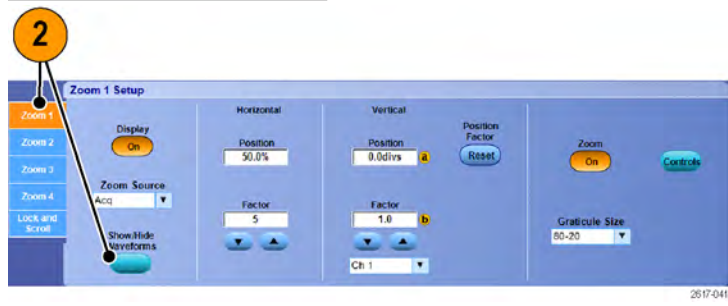 2
Zoom 1 Setup
Zoom 1
Zoom 2
Zoom 3
Zoom 4
Lock and
Scroll
Display
On
Zoom Source
Acq
Show/Hide
Waveforms
Horizontal
Position
50.0%
Factor
5
Vertical
Position
0.0divs a
Factor
1.0 b
Ch 1
Position
Factor
Reset
Zoom
On
Graticule Size
80-20
Controls
2617-041